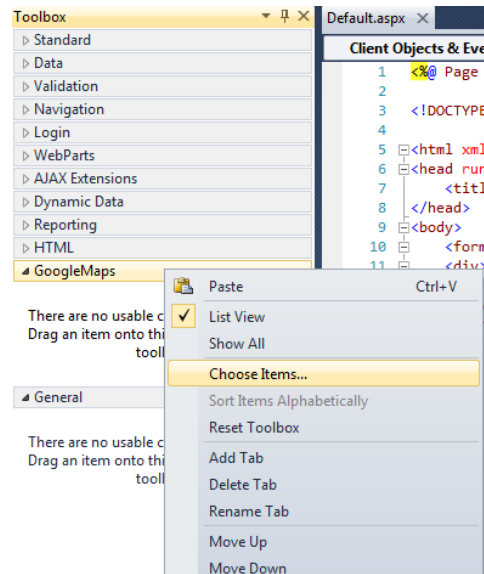 Toolbox
Standard
Data
Validation
Navigation
Login
WebParts
AJAX Extensions
Dynamic Data
Reporting
HTML
GoogleMaps
There are no usable c
Drag an item onto thi
tooll
General
There are no usable c
Drag an item onto thi
tooll
Default.aspx
Client Objects & Eve
1 <%@ Page
2
3 <!DOCTYPE
4
5 <html xml
6 <head run
7 <titl
8 </head>
9 <body>
10 <form
11 <div>
Paste Ctrl+V
List View
Show All
Choose Items...
Sort Items Alphabetically
Reset Toolbox
Add Tab
Delete Tab
Rename Tab
Move Up
Move Down